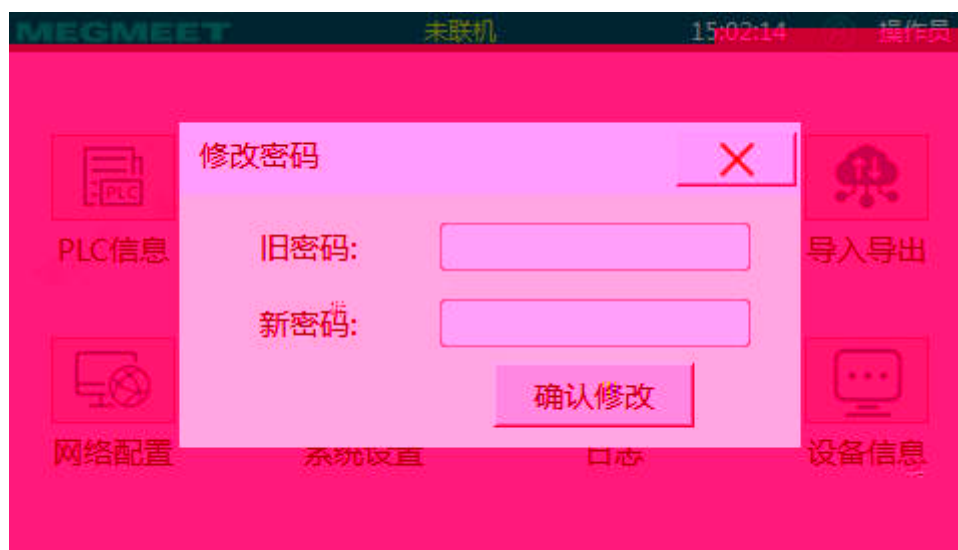 MEGMEET 未联机 15:02:14 操作员
修改密码
PLC
PLC信息
导入导出
旧密码:
新密码:
确认修改
网络配置
系统设置
日志
设备信息